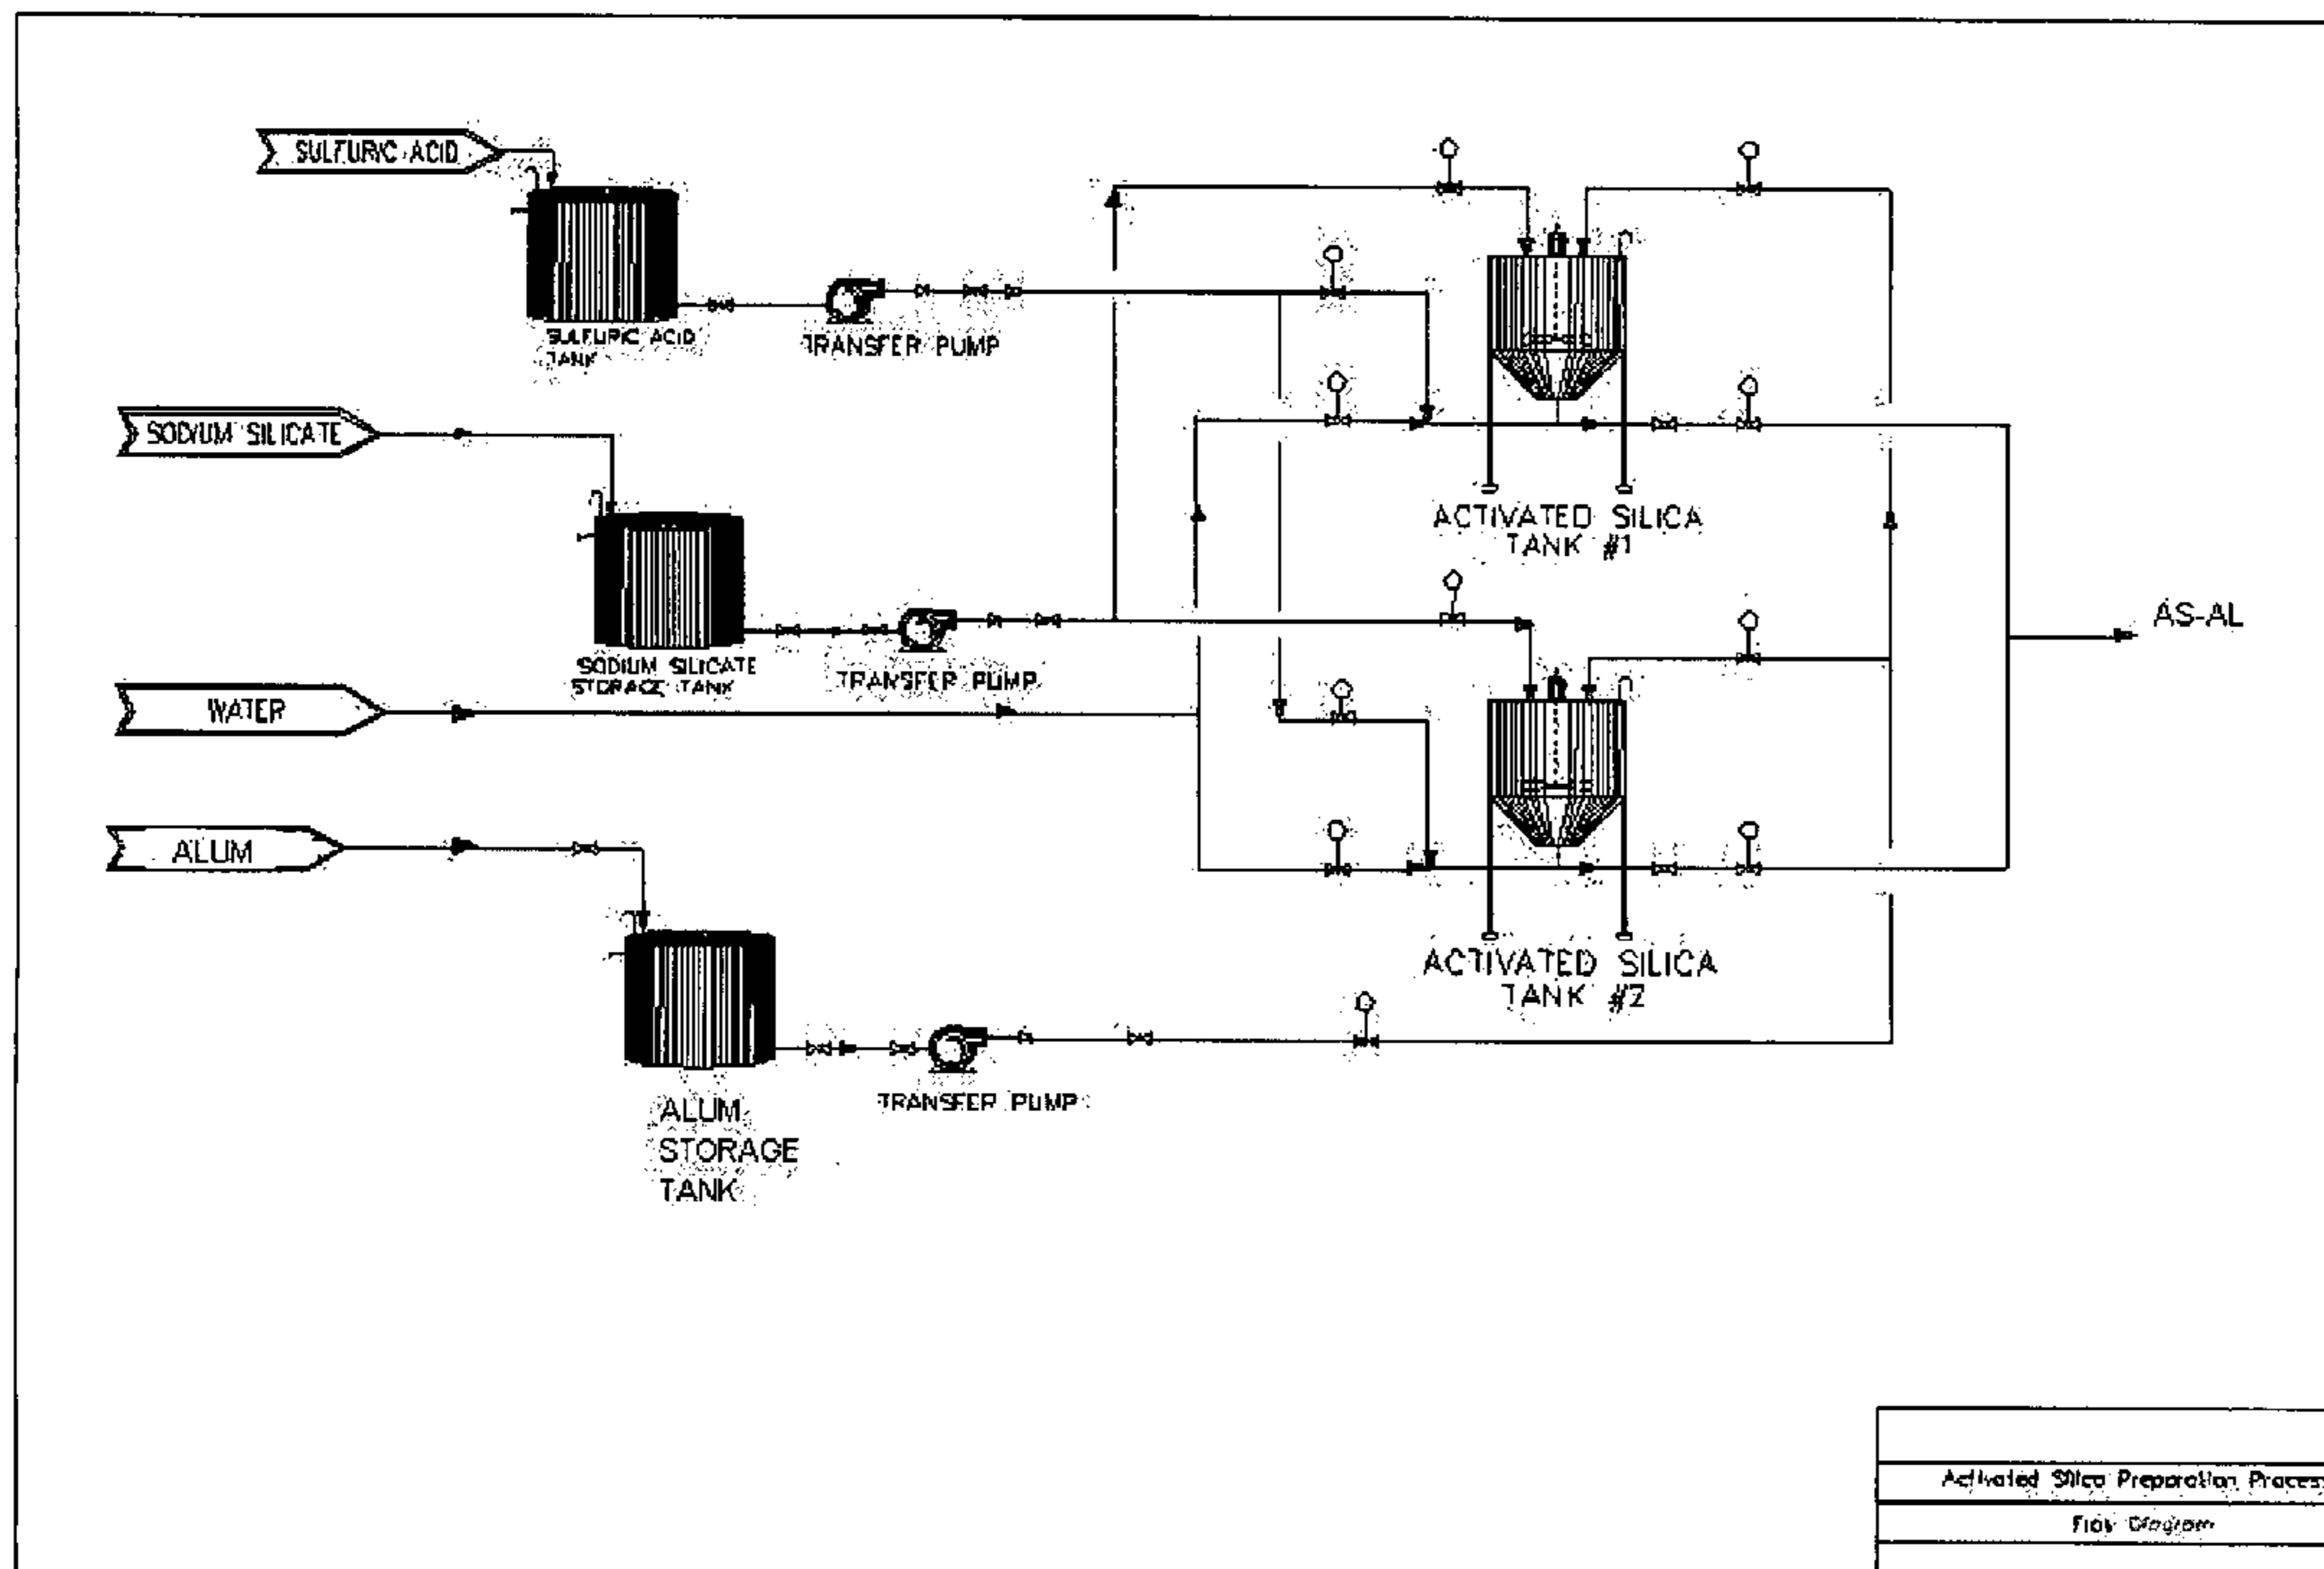 SULFURIC ACID
SULFURIC ACID
TANK
TRANSFER PUMP
SODIUM SILICATE
ACTIVATED SILICA
TANK #1
AS-AL
SODIUM SILICATE
STORAGE TANK
TRANSFER PUMP
WATER
ALUM
ACTIVATED SILICA
TANK #2
ALUM
STORAGE
TANK
TRANSFER PUMP
Activated Silica Preparation Process
Flow Diagram